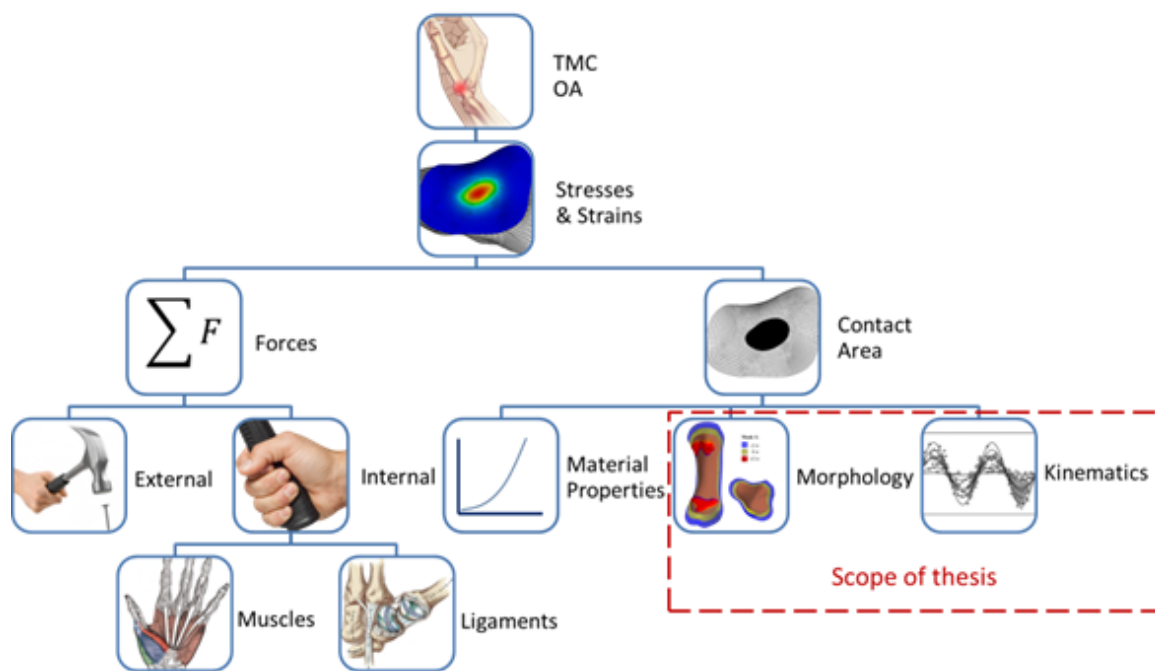 TMC
OA
Stresses
& Strains
∑ F
Forces
Contact
Area
External
Internal
Material
Properties
Morphology
Kinematics
Scope of thesis
Muscles
Ligaments